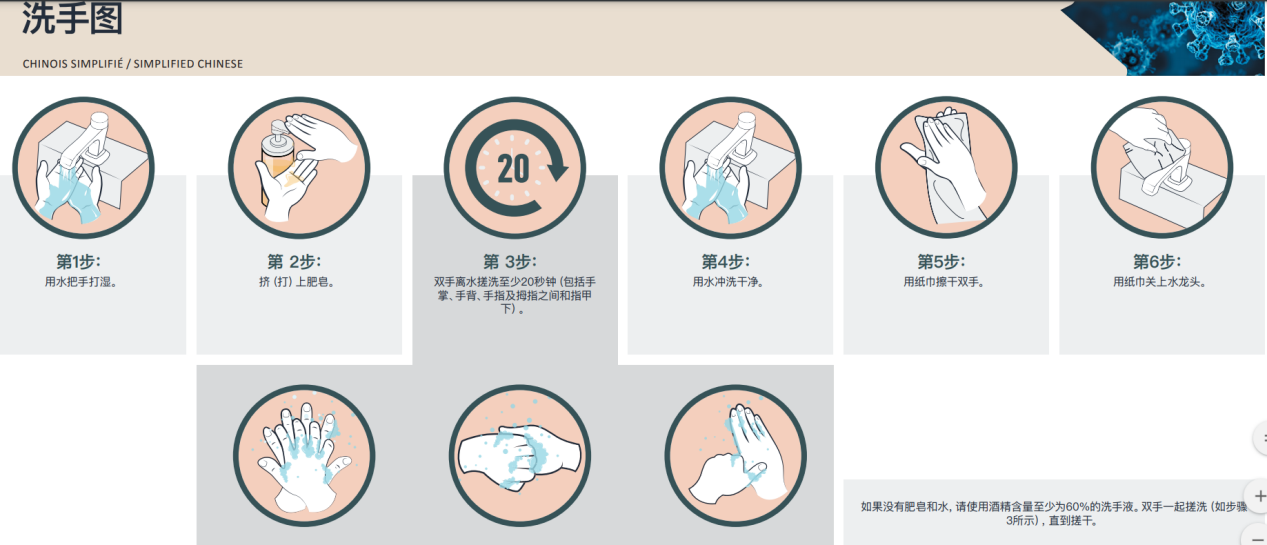 洗手图
CHINOIS SIMPLIFIÉ / SIMPLIFIED CHINESE
20
第1步：
用水把手打湿。
第 2步：
挤（打）上肥皂。
第 3步：
双手离水搓洗至少20秒钟（包括手
掌、手背、手指及拇指之间和指甲
下）。
第4步：
用水冲洗干净。
第5步：
用纸巾擦干双手。
第6步：
用纸巾关上水龙头。
如果没有肥皂和水，请使用酒精含量至少为60%的洗手液。双手一起搓洗（如步骤
3所示），直到搓干。